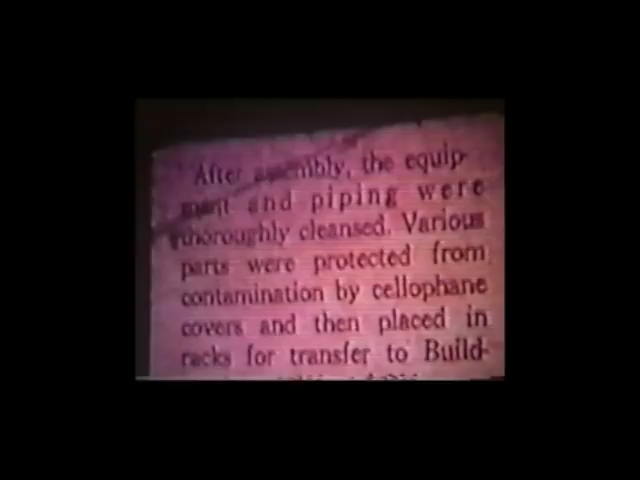 After assembly, the equip-
ment and piping were
thoroughly cleansed. Various
parts were protected from
contamination by cellophane
covers and then placed in
racks for transfer to Build-